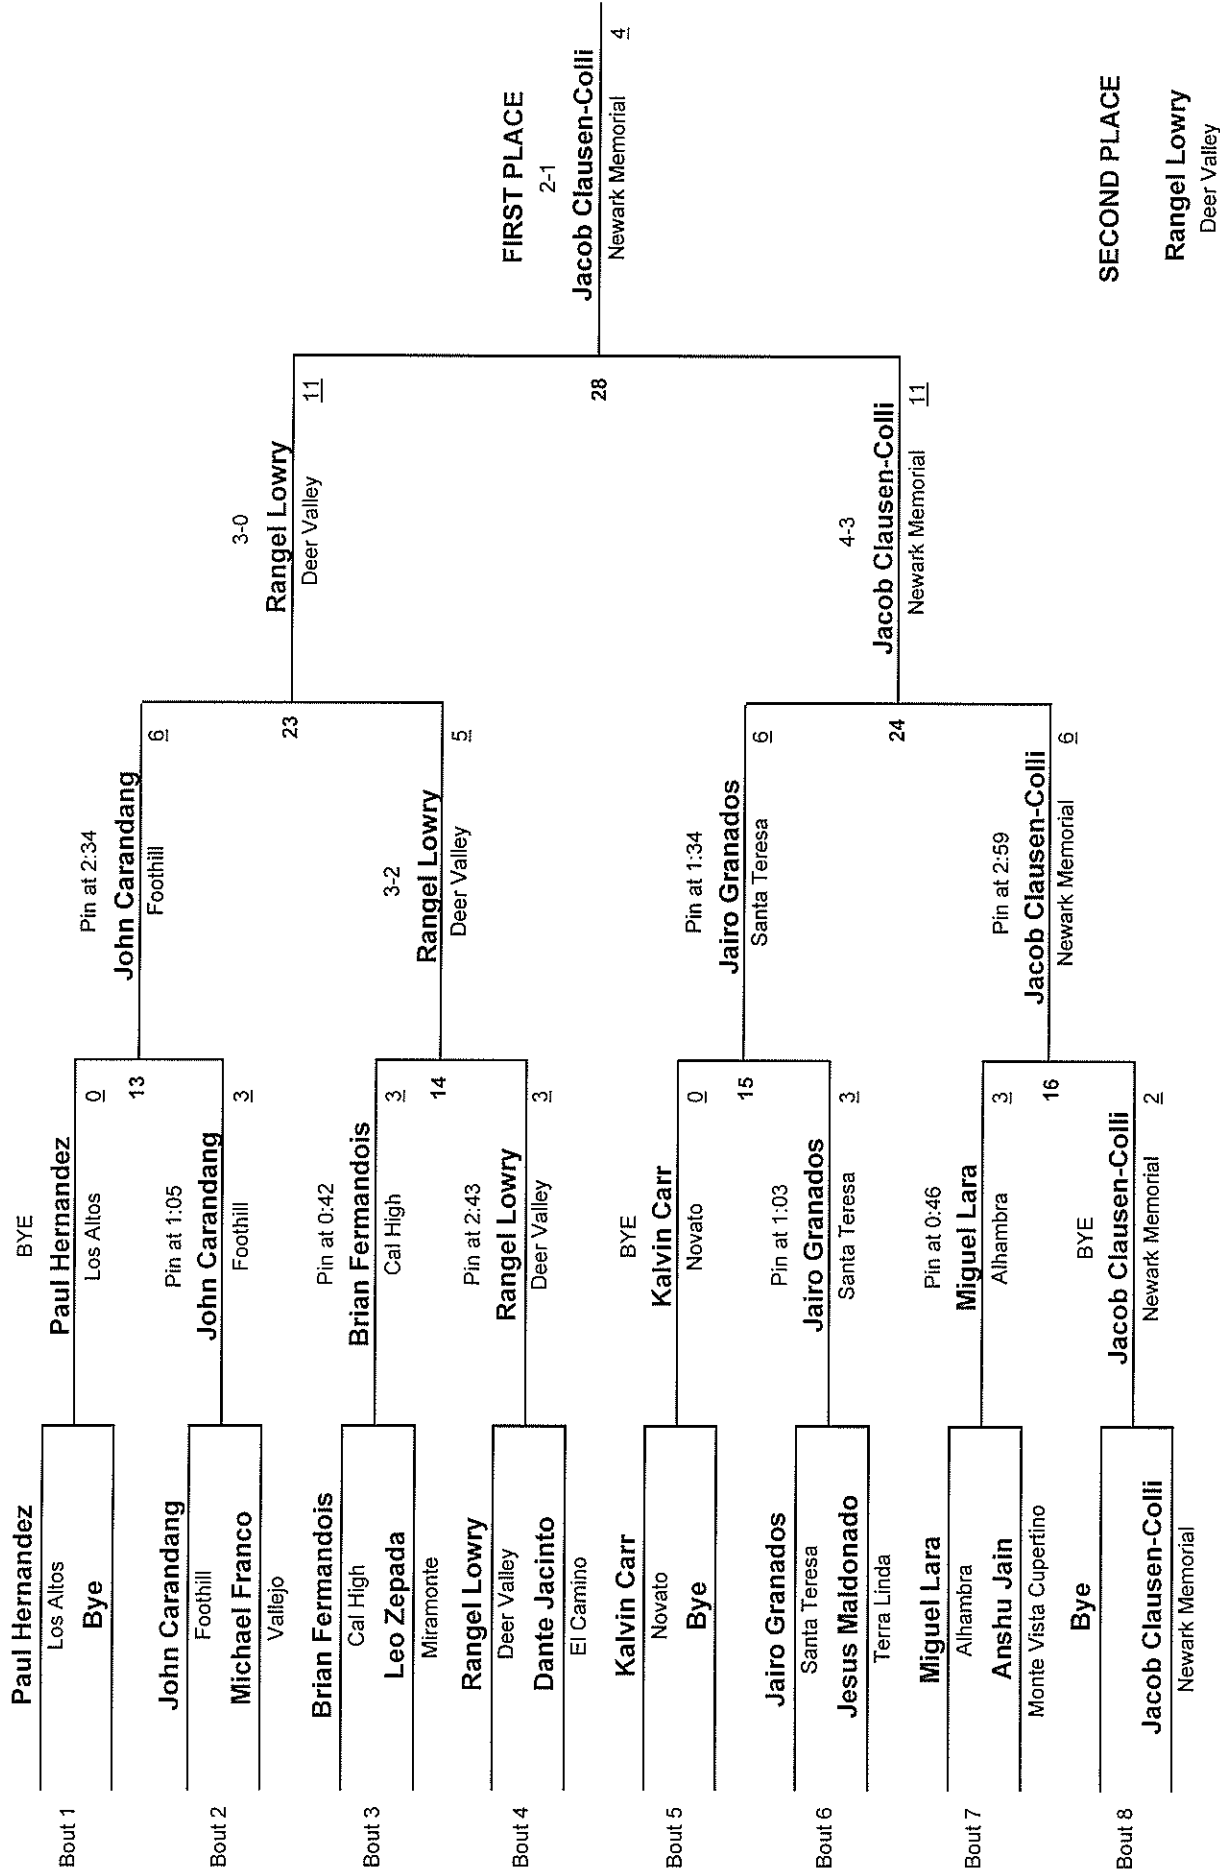 Bout 1
Paul Hernandez
Los Altos
Bye
Bout 2
John Carandang
Foothill
Michael Franco
Vallejo
Bout 3
Brian Fermandois
Cal High
Leo Zepada
Miramonte
Bout 4
Rangel Lowry
Deer Valley
Dante Jacinto
El Camino
Bout 5
Kalvin Carr
Novato
Bye
Bout 6
Jairo Granados
Santa Teresa
Jesus Maldonado
Terra Linda
Bout 7
Miguel Lara
Alhambra
Anshu Jain
Monte Vista Cupertino
Bout 8
Bye
Jacob Clausen-Colli
Newark Memorial
BYE
Paul Hernandez
Los Altos
0
13
Pin at 1:05
John Carandang
Foothill
3
Pin at 0:42
Brian Fermandois
Cal High
3
14
Pin at 2:43
Rangel Lowry
Deer Valley
3
BYE
Kalvin Carr
Novato
0
15
Pin at 1:03
Jairo Granados
Santa Teresa
3
Pin at 0:46
Miguel Lara
Alhambra
3
16
BYE
Jacob Clausen-Colli
Newark Memorial
2
Pin at 2:34
John Carandang
Foothill
6
23
3-2
Rangel Lowry
Deer Valley
5
Pin at 1:34
Jairo Granados
Santa Teresa
6
24
Pin at 2:59
Jacob Clausen-Colli
Newark Memorial
6
3-0
Rangel Lowry
Deer Valley
11
28
4-3
Jacob Clausen-Colli
Newark Memorial
11
FIRST PLACE
2-1
Jacob Clausen-Colli
Newark Memorial
4
SECOND PLACE
Rangel Lowry
Deer Valley